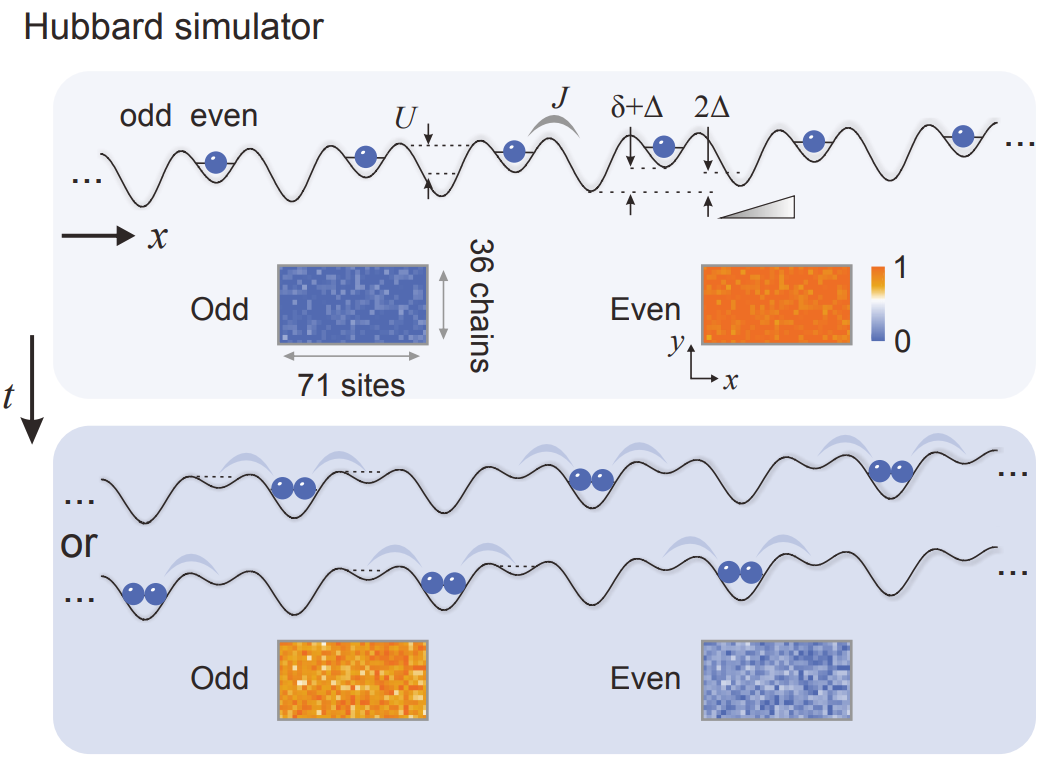 Hubbard simulator
odd even
U
J
δ+Δ
2Δ
...
...
x
Odd
36 chains
71 sites
Even
1
0
y
x
t
...
...
or
...
...
Odd
Even